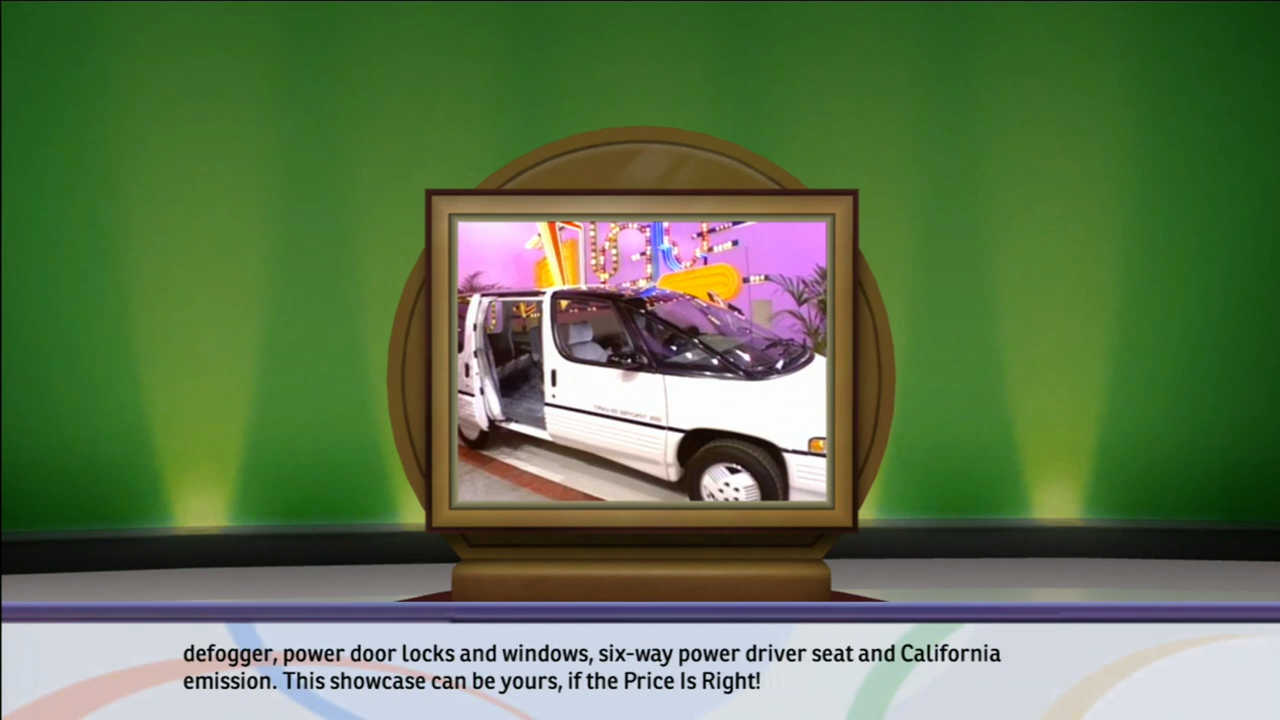 defogger, power door locks and windows, six-way power driver seat and California
emission. This showcase can be yours, if the Price Is Right!